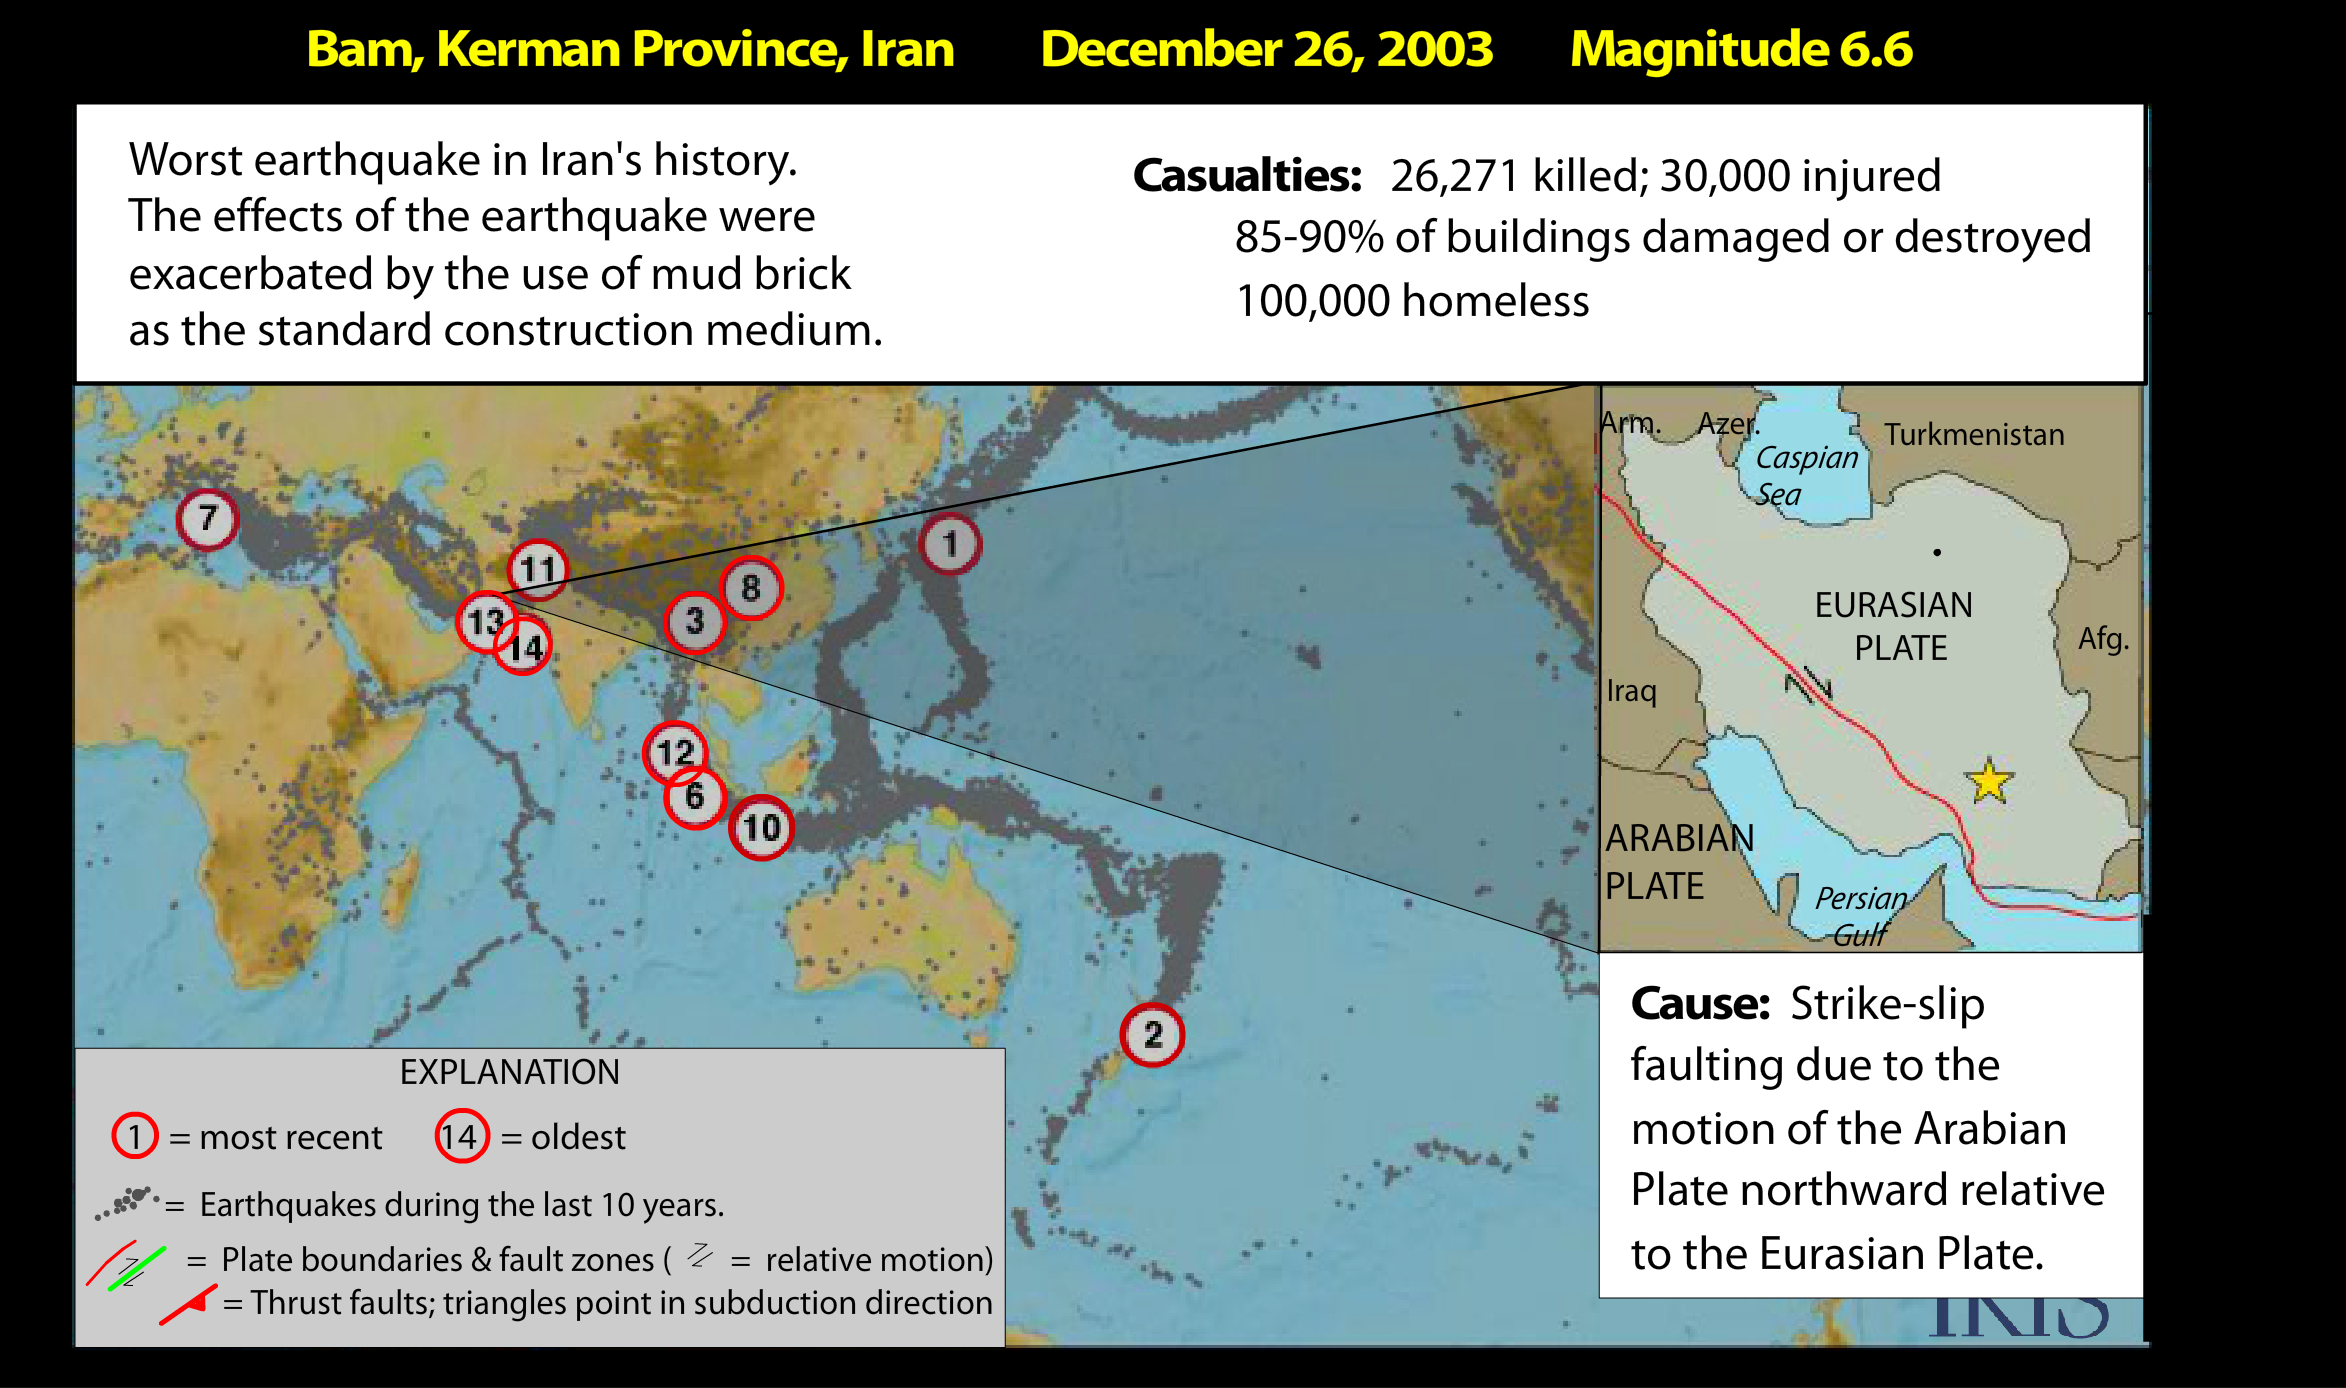 Bam, Kerman Province, Iran December 26, 2003 Magnitude 6.6
Worst earthquake in Iran's history.
The effects of the earthquake were
exacerbated by the use of mud brick
as the standard construction medium.
Casualties: 26,271 killed; 30,000 injured
85-90% of buildings damaged or destroyed
100,000 homeless
7
11
13
14
3
8
1
12
6
10
2
Arm.
Azer.
Caspian
Sea
Turkmenistan
EURASIAN
PLATE
Afg.
Iraq
ARABIAN
PLATE
Persian
Gulf
Cause: Strike-slip
faulting due to the
motion of the Arabian
Plate northward relative
to the Eurasian Plate.
IRIS
EXPLANATION
1 = most recent 14 = oldest
= Earthquakes during the last 10 years.
= Plate boundaries & fault zones ( = relative motion)
= Thrust faults; triangles point in subduction direction